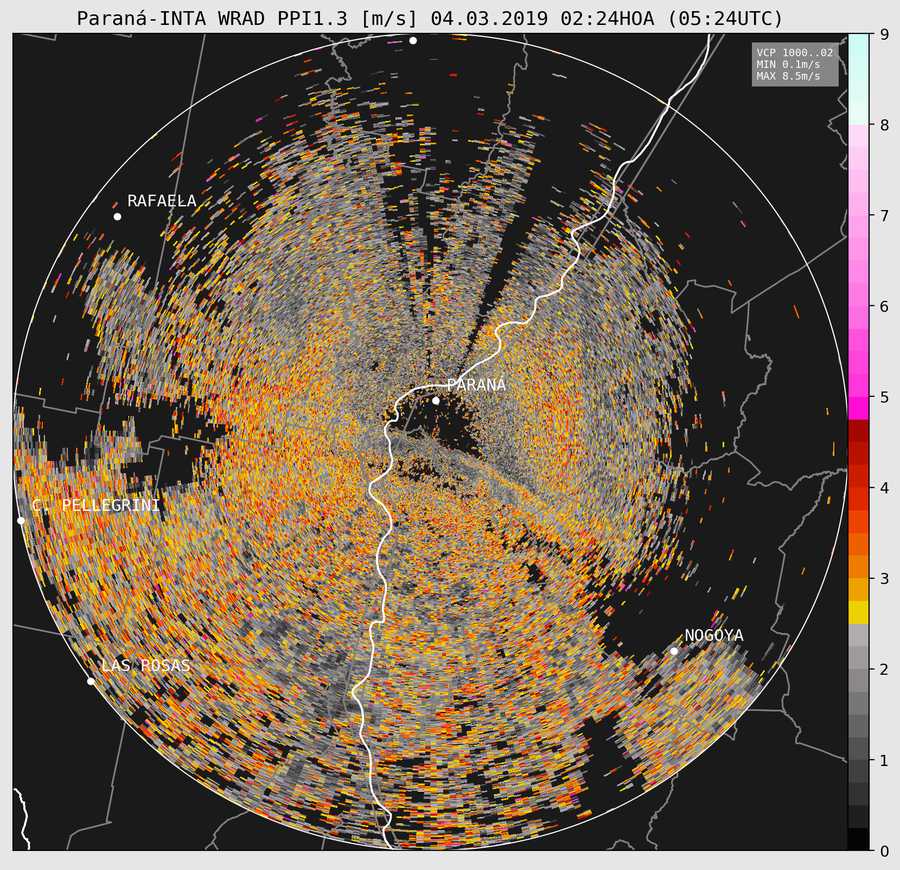 Paraná-INTA WRAD PPI1.3 [m/s] 04.03.2019 02:24HOA (05:24UTC)
VCP 1000..02
MIN 0.1m/s
MAX 8.5m/s
RAFAELA
PARANÁ
C. PELLEGRINI
LAS ROSAS
NOGOYA
9
8
7
6
5
4
3
2
1
0